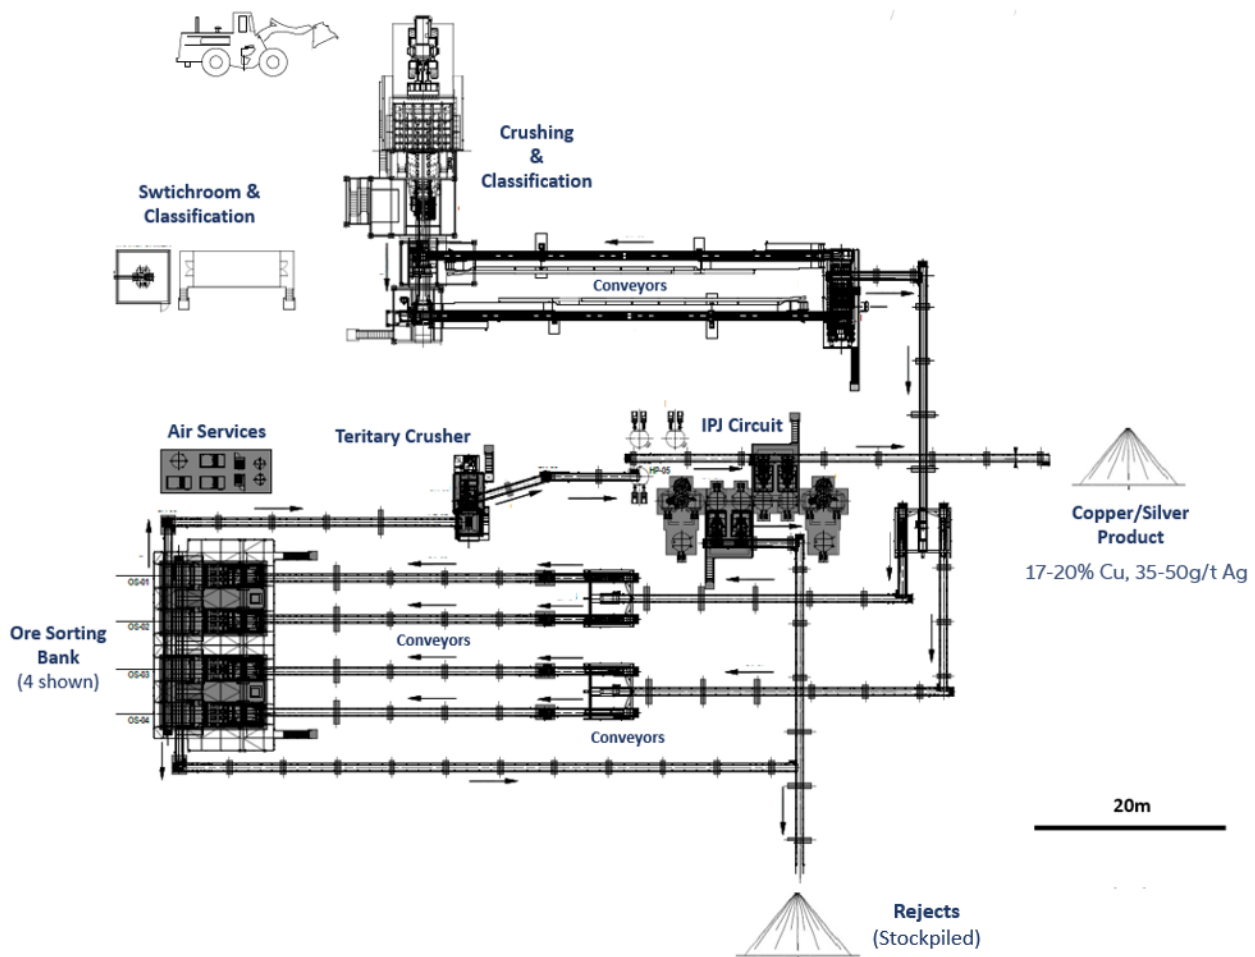 Crushing
&
Classification
Swtichroom &
Classification
Conveyors
Air Services
Teritary Crusher
IPJ Circuit
HP-05
Copper/Silver
Product
17-20% Cu, 35-50g/t Ag
OS-01
OS-02
Ore Sorting
Bank
(4 shown)
Conveyors
OS-03
OS-04
Conveyors
20m
Rejects
(Stockpiled)